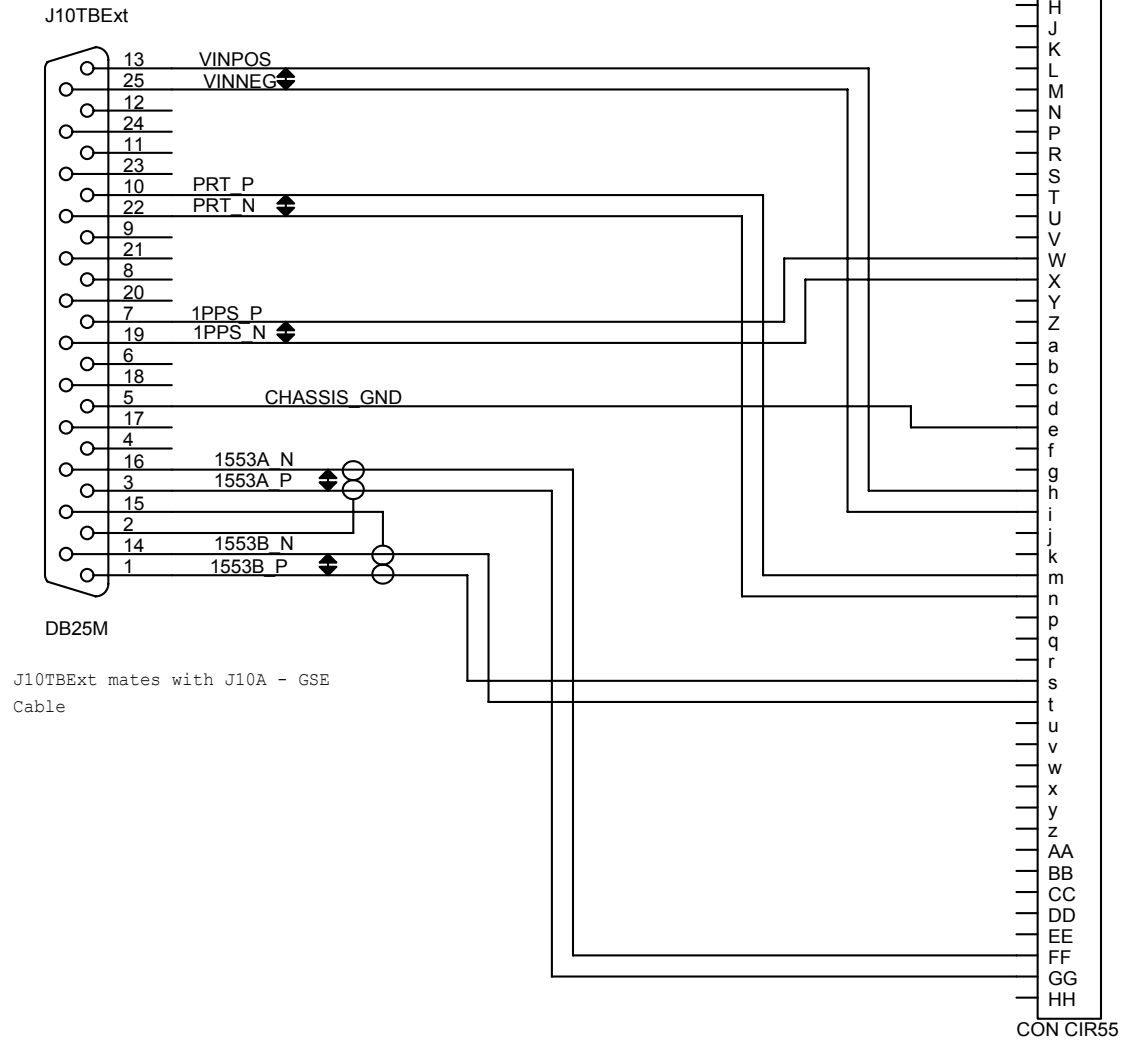 J10TBExt
13 VINPOS
25 VINNEG
12
24
11
23
10 PRT_P
22 PRT_N
9
21
8
20
7 1PPS_P
19 1PPS_N
6
18
5 CHASSIS_GND
17
4
16 1553A_N
3 1553A_P
15
2
14 1553B_N
1 1553B_P
DB25M
J10TBExt mates with J10A - GSE
Cable
H
J
K
L
M
N
P
R
S
T
U
V
W
X
Y
Z
a
b
c
d
e
f
g
h
i
j
k
m
n
p
q
r
s
t
u
v
w
x
y
z
AA
BB
CC
DD
EE
FF
GG
HH
CON CIR55